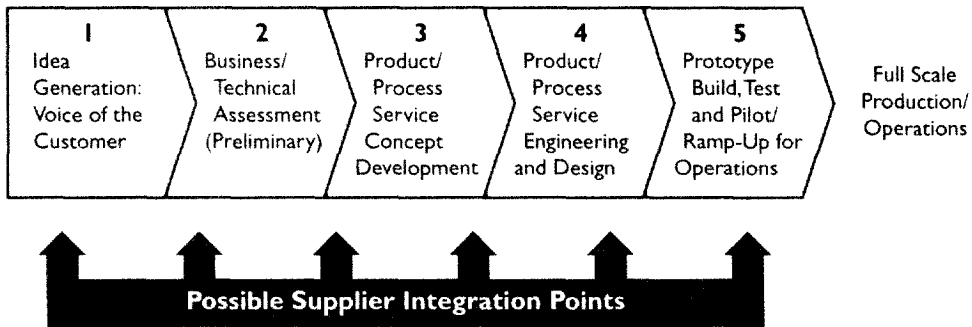 1
Idea
Generation:
Voice of the
Customer
2
Business/
Technical
Assessment
(Preliminary)
3
Product/
Process
Service
Concept
Development
4
Product/
Process
Service
Engineering
and Design
5
Prototype
Build, Test
and Pilot/
Ramp-Up for
Operations
Full Scale
Production/
Operations
Possible Supplier Integration Points